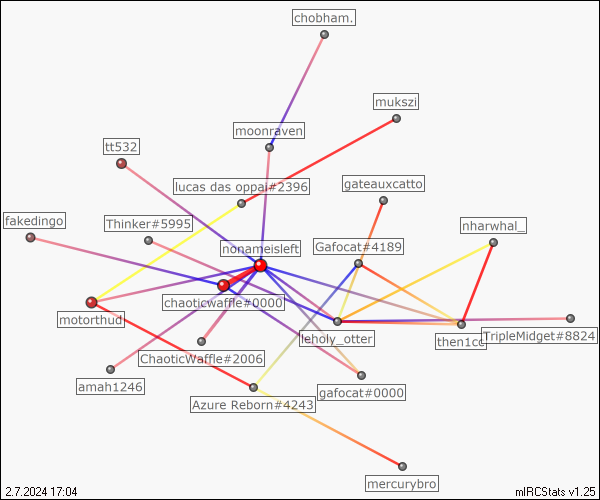 chobham.
mukszi
moonraven
tt532
lucas das oppai#2396
gateauxcatto
fakedingo
Thinker#5995
nharwhal_
nonameisleft
Gafocat#4189
chaoticwaffle#0000
motorthud
leholy_otter
then1cc
TripleMidget#8824
ChaoticWaffle#2006
amah1246
gafocat#0000
Azure Reborn#4243
mercurybro
2.7.2024 17:04
mIRCStats v1.25